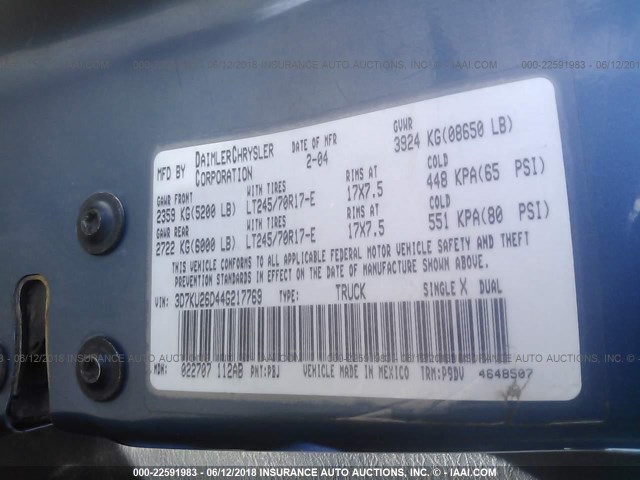 000-22591983 - 06/12/2018 INSURANCE AUTO AUCTIONS, INC. - IAAI.COM
MFD BY DAIMLERCHRYSLER CORPORATION
DATE OF MFR 2-04
GVWR 3924 KG(08650 LB)
GAWR FRONT WITH TIRES RIMS AT COLD
2359 KG(5200 LB) LT245/70R17-E 17X7.5 448 KPA(65 PSI)
GAWR REAR WITH TIRES RIMS AT COLD
2722 KG(6000 LB) LT245/70R17-E 17X7.5 551 KPA(80 PSI)
THIS VEHICLE CONFORMS TO ALL APPLICABLE FEDERAL MOTOR VEHICLE SAFETY AND THEFT
PREVENTION STANDARDS IN EFFECT ON THE DATE OF MANUFACTURE SHOWN ABOVE.
VIN: 3D7KU26D44G217769 TYPE: TRUCK SINGLE X DUAL
MDH: 022707 112AB PNT:PBJ VEHICLE MADE IN MEXICO TRM:P9DV 4648507
000-22591983 - 06/12/2018 INSURANCE AUTO AUCTIONS, INC. - IAAI.COM